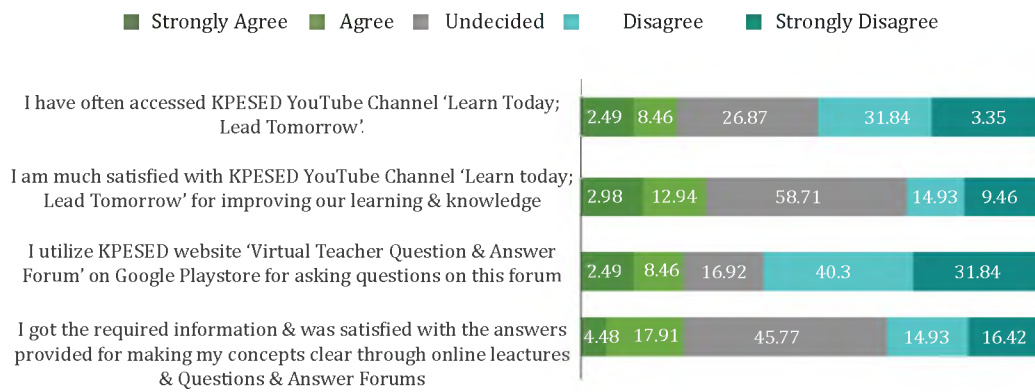 Strongly Agree Agree Undecided Disagree Strongly Disagree
I have often accessed KPESED YouTube Channel ‘Learn Today;
Lead Tomorrow’.
2.49 8.46 26.87 31.84 3.35
I am much satisfied with KPESED YouTube Channel ‘Learn today;
Lead Tomorrow’ for improving our learning & knowledge
2.98 12.94 58.71 14.93 9.46
I utilize KPESED website ‘Virtual Teacher Question & Answer
Forum’ on Google Playstore for asking questions on this forum
2.49 8.46 16.92 40.3 31.84
I got the required information & was satisfied with the answers
provided for making my concepts clear through online leactures
& Questions & Answer Forums
4.48 17.91 45.77 14.93 16.42